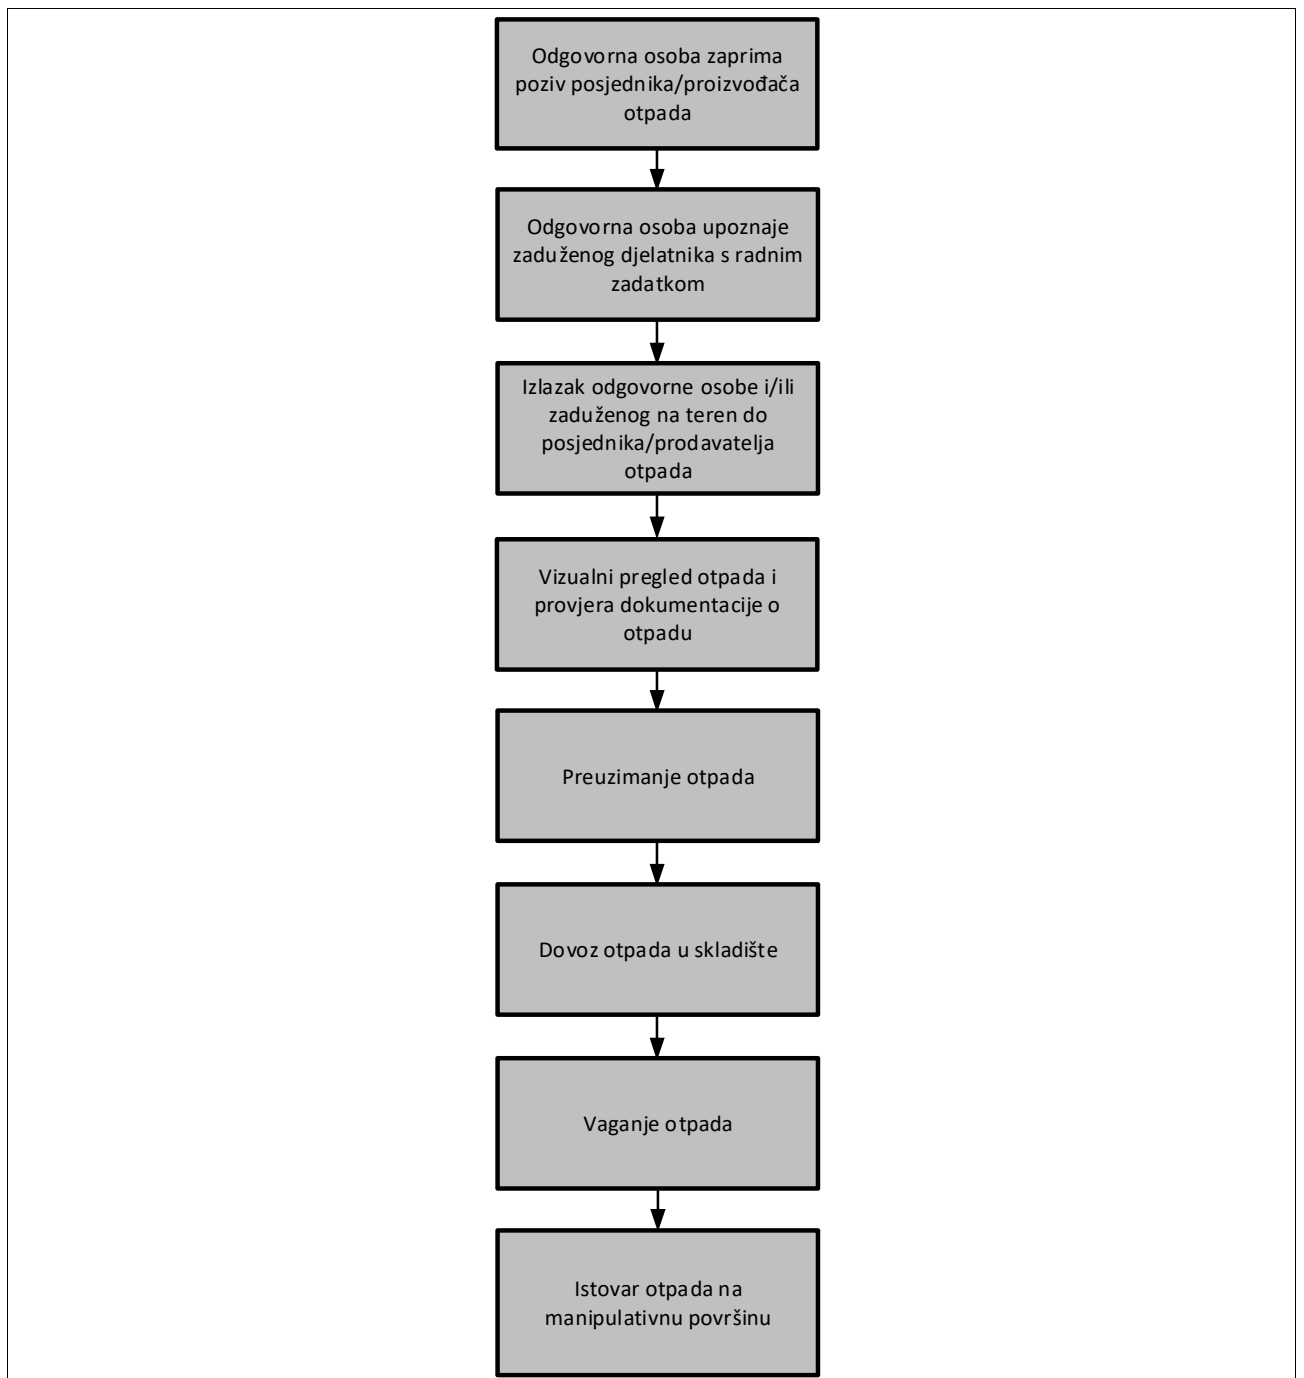 Odgovorna osoba zaprima
poziv posjednika/proizvođača
otpada
Odgovorna osoba upoznaje
zaduženog djelatnika s radnim
zadatkom
Izlazak odgovorne osobe i/ili
zaduženog na teren do
posjednika/prodavatelja
otpada
Vizualni pregled otpada i
provjera dokumentacije o
otpadu
Preuzimanje otpada
Dovoz otpada u skladište
Vaganje otpada
Istovar otpada na
manipulativnu površinu